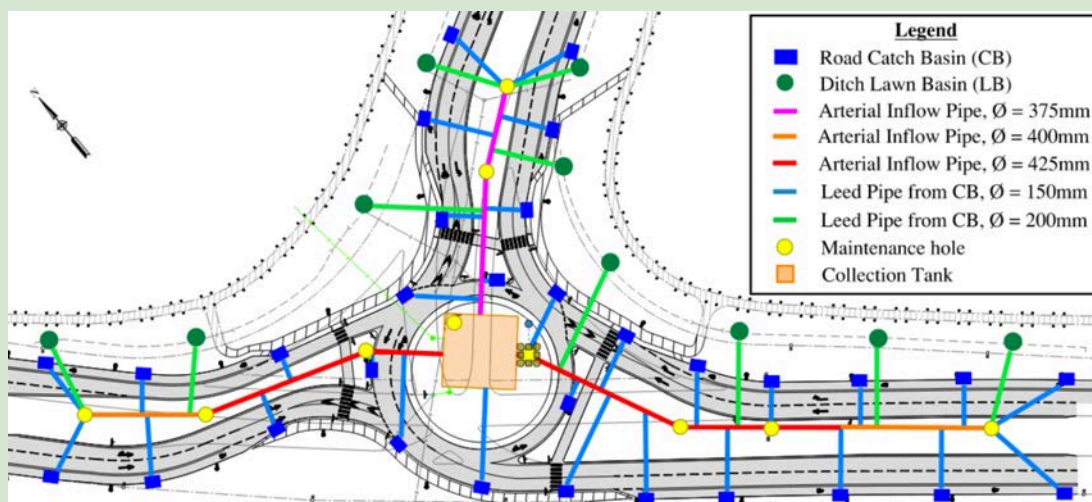 Legend
Road Catch Basin (CB)
Ditch Lawn Basin (LB)
Arterial Inflow Pipe, Ø = 375mm
Arterial Inflow Pipe, Ø = 400mm
Arterial Inflow Pipe, Ø = 425mm
Leed Pipe from CB, Ø = 150mm
Leed Pipe from CB, Ø = 200mm
Maintenance hole
Collection Tank